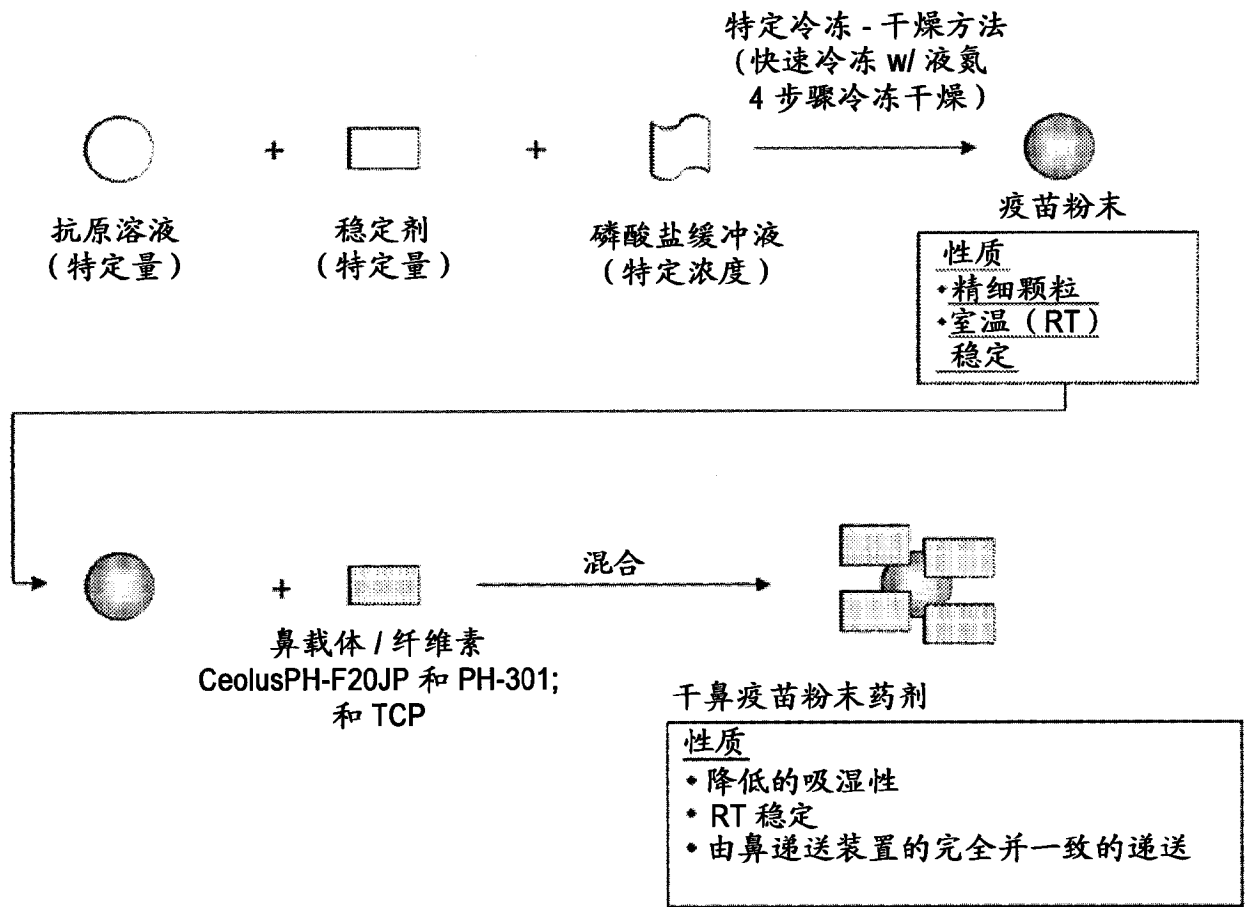 特定冷冻 - 干燥方法
（快速冷冻 w/ 液氮
4 步骤冷冻干燥）
+
+
抗原溶液
（特定量）
稳定剂
（特定量）
磷酸盐缓冲液
（特定浓度）
疫苗粉末
性质
•精细颗粒
•室温（RT）
稳定
+
混合
鼻载体 / 纤维素
CeolusPH-F20JP 和 PH-301;
和 TCP
干鼻疫苗粉末药剂
性质
• 降低的吸湿性
• RT 稳定
• 由鼻递送装置的完全并一致的递送